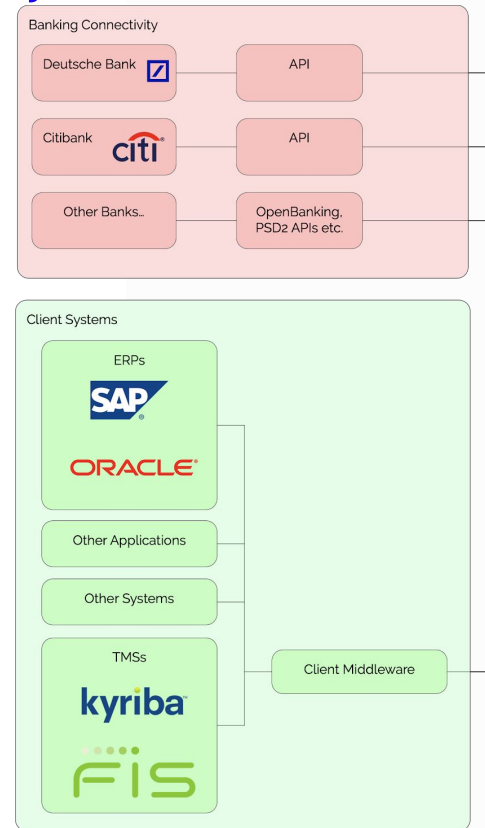 Banking Connectivity
Deutsche Bank
API
Citibank
citi®
API
Other Banks...
OpenBanking,
PSD2 APIs etc.
Client Systems
ERPs
SAP®
ORACLE®
Other Applications
Other Systems
TMSs
kyriba™
FIS
Client Middleware